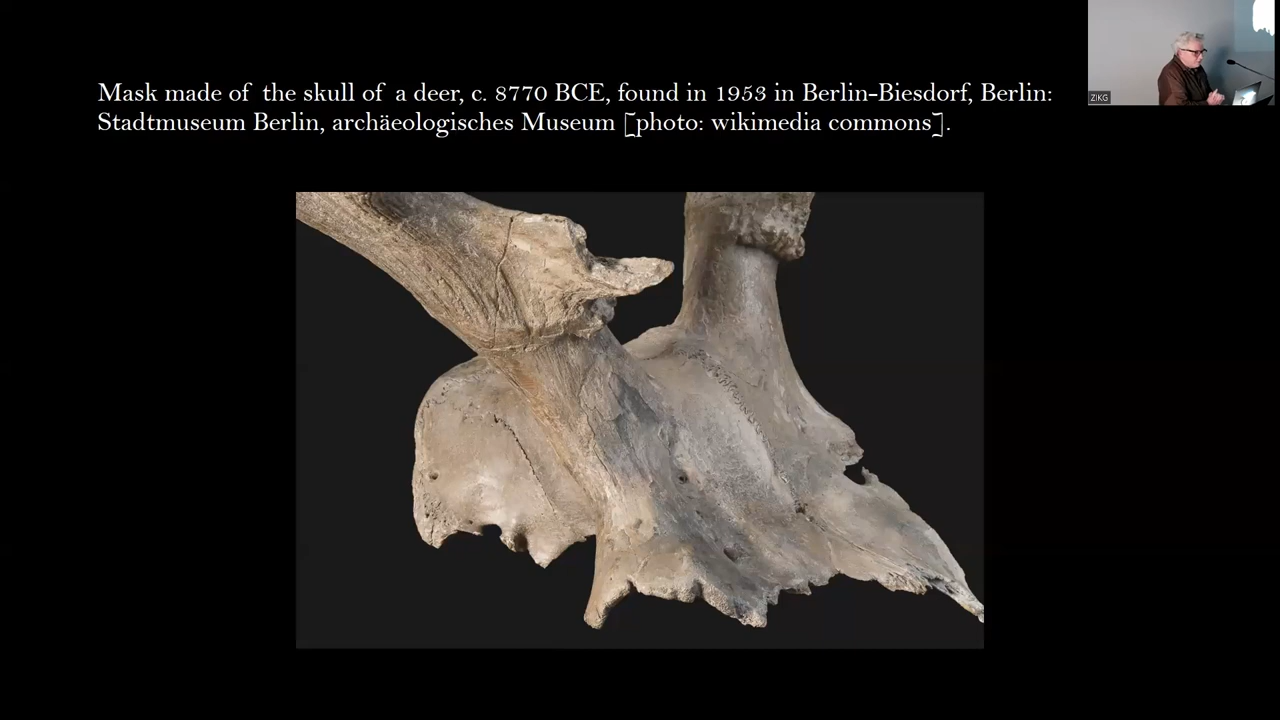 Mask made of the skull of a deer, c. 8770 BCE, found in 1953 in Berlin-Biesdorf, Berlin:
Stadtmuseum Berlin, archäeologisches Museum [photo: wikimedia commons].
ZIKG